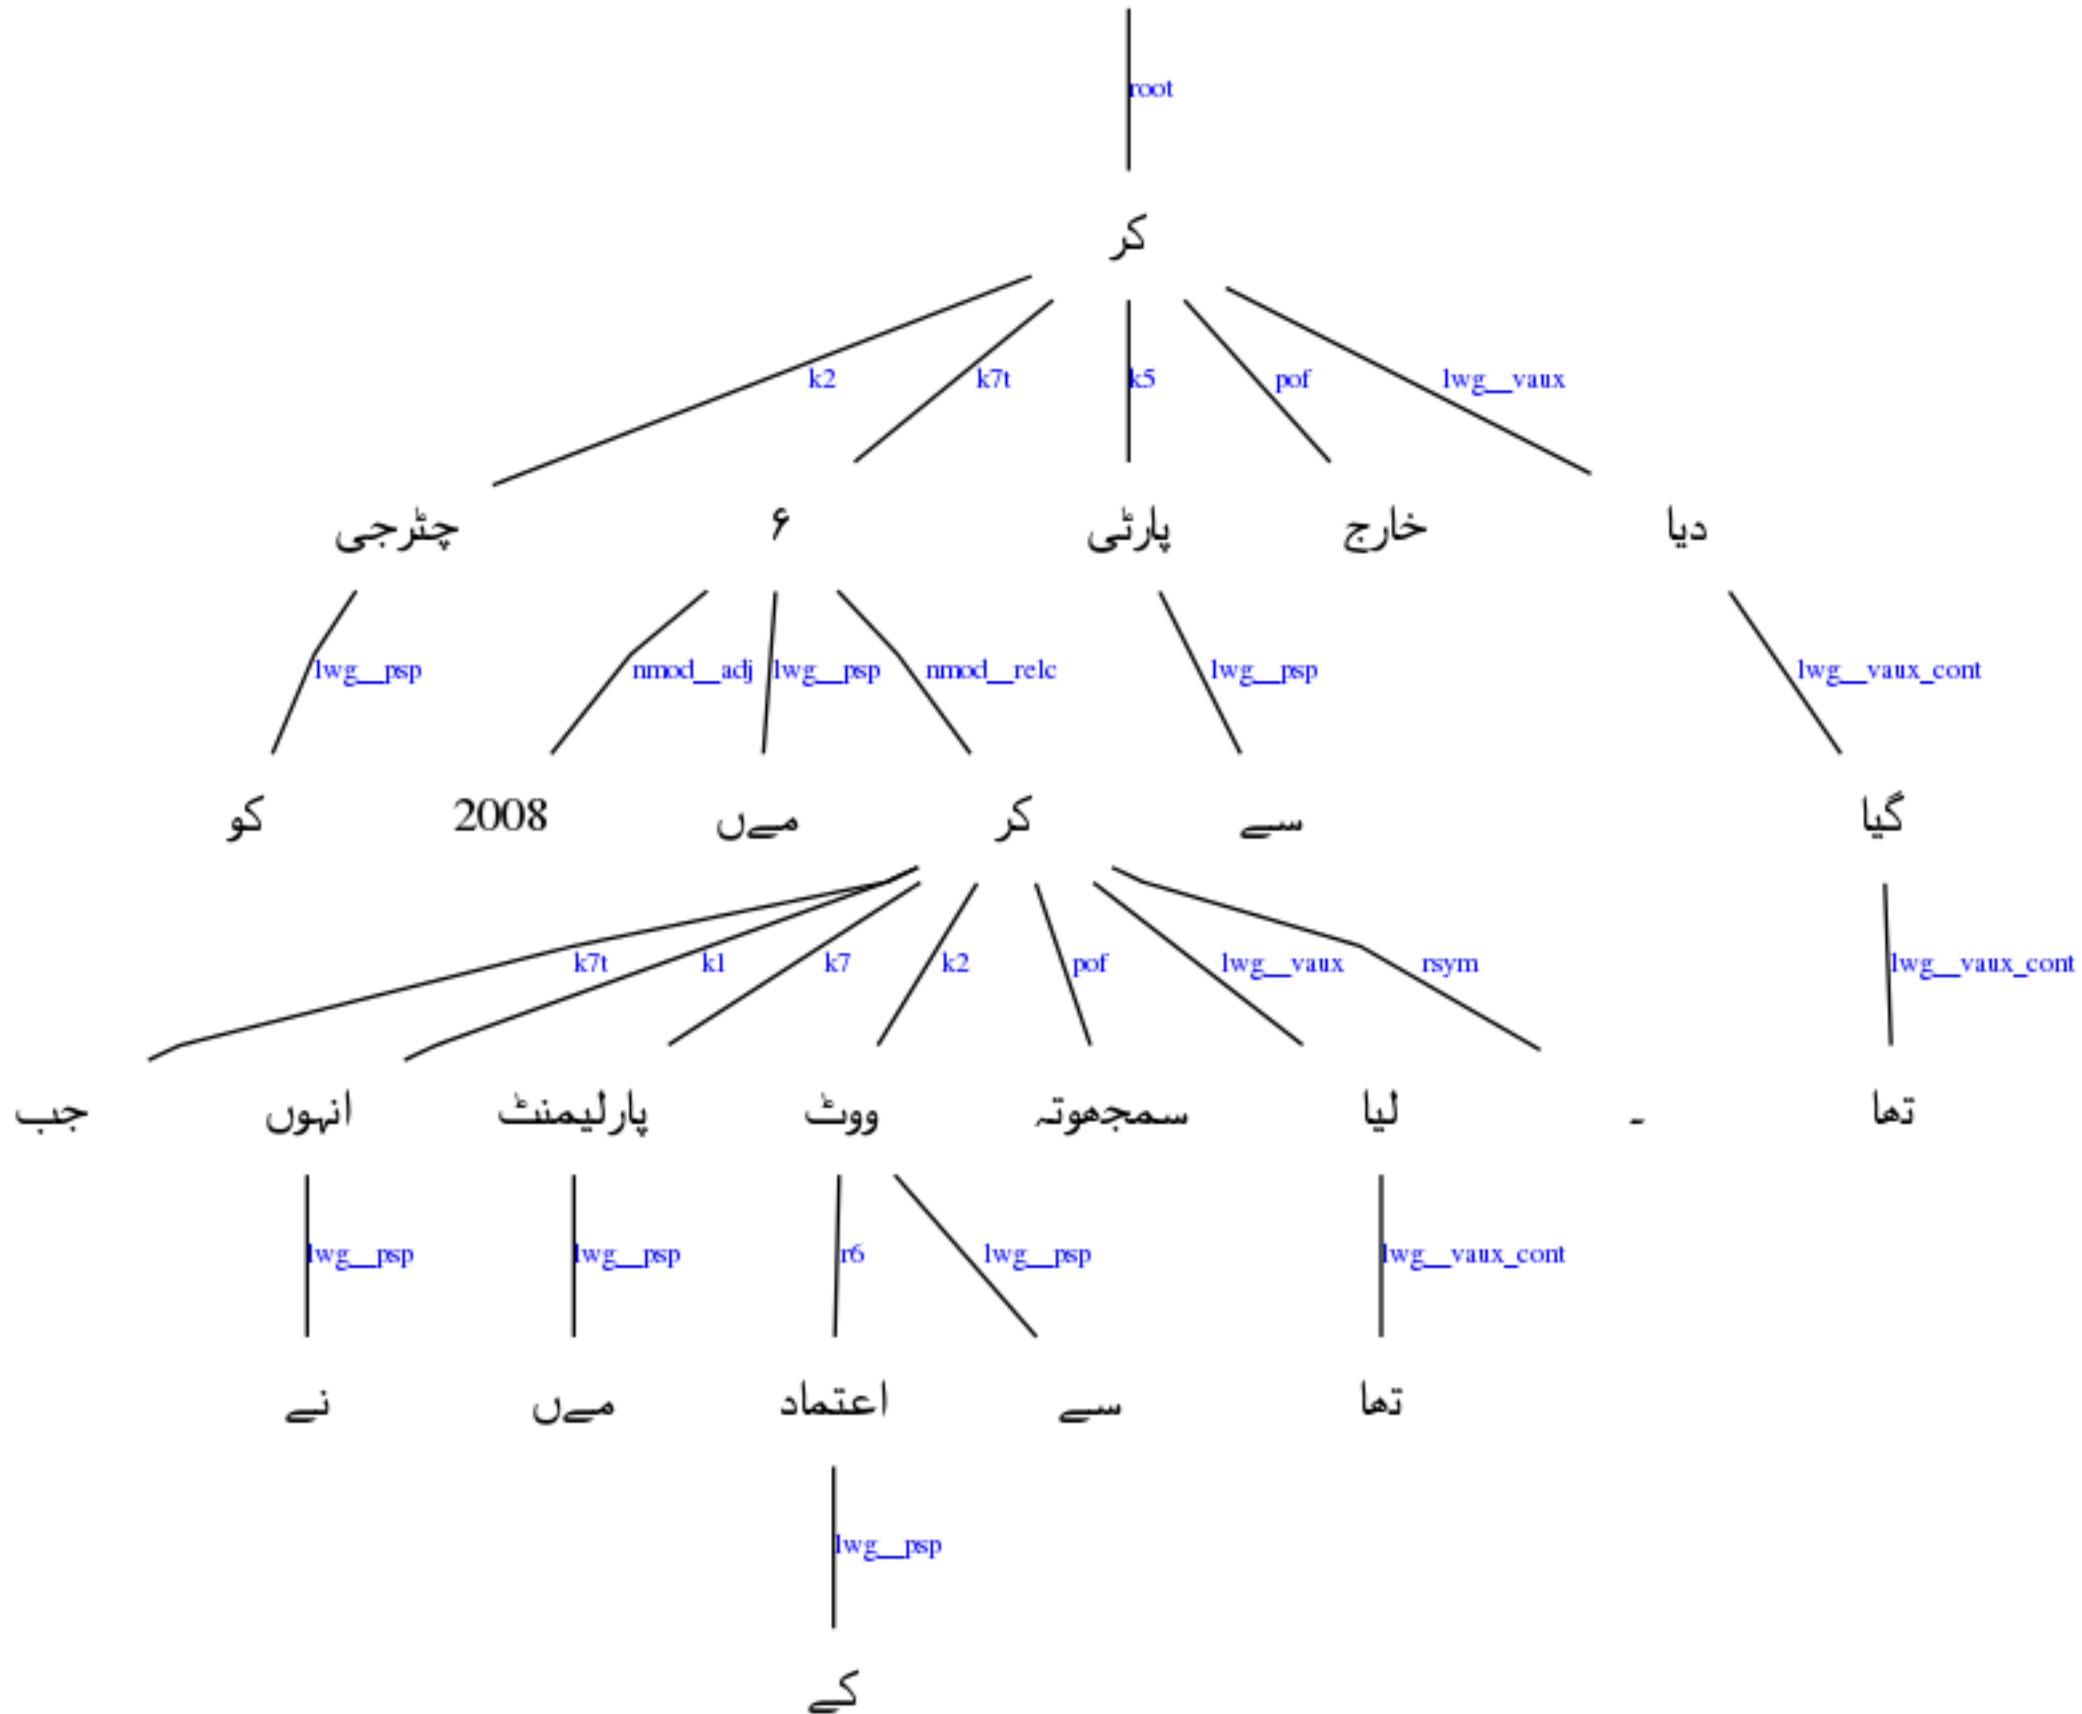 root
کر
k2 k7t k5 pof lwg__vaux
چٹرجی ۶ پارٹی خارج دیا
lwg__psp nmod__adj lwg__psp nmod__relc lwg__psp lwg__vaux_cont
کو 2008 مےں کر سے گیا
k7t k1 k7 k2 pof lwg__vaux rsym lwg__vaux_cont
جب انہوں پارلیمنٹ ووٹ سمجھوتہ لیا ۔ تھا
lwg__psp lwg__psp r6 lwg__psp lwg__vaux_cont
نے مےں اعتماد سے تھا
lwg__psp
کے